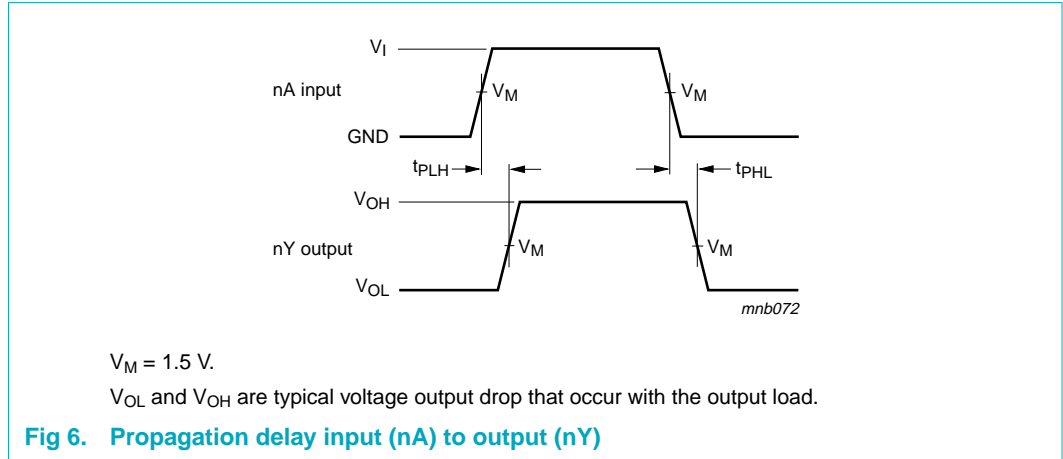 VI
nA input
VM
VM
GND
tPLH
tPHL
VOH
nY output
VM
VM
VOL
mnb072
VM = 1.5 V.
VOL and VOH are typical voltage output drop that occur with the output load.
Fig 6. Propagation delay input (nA) to output (nY)